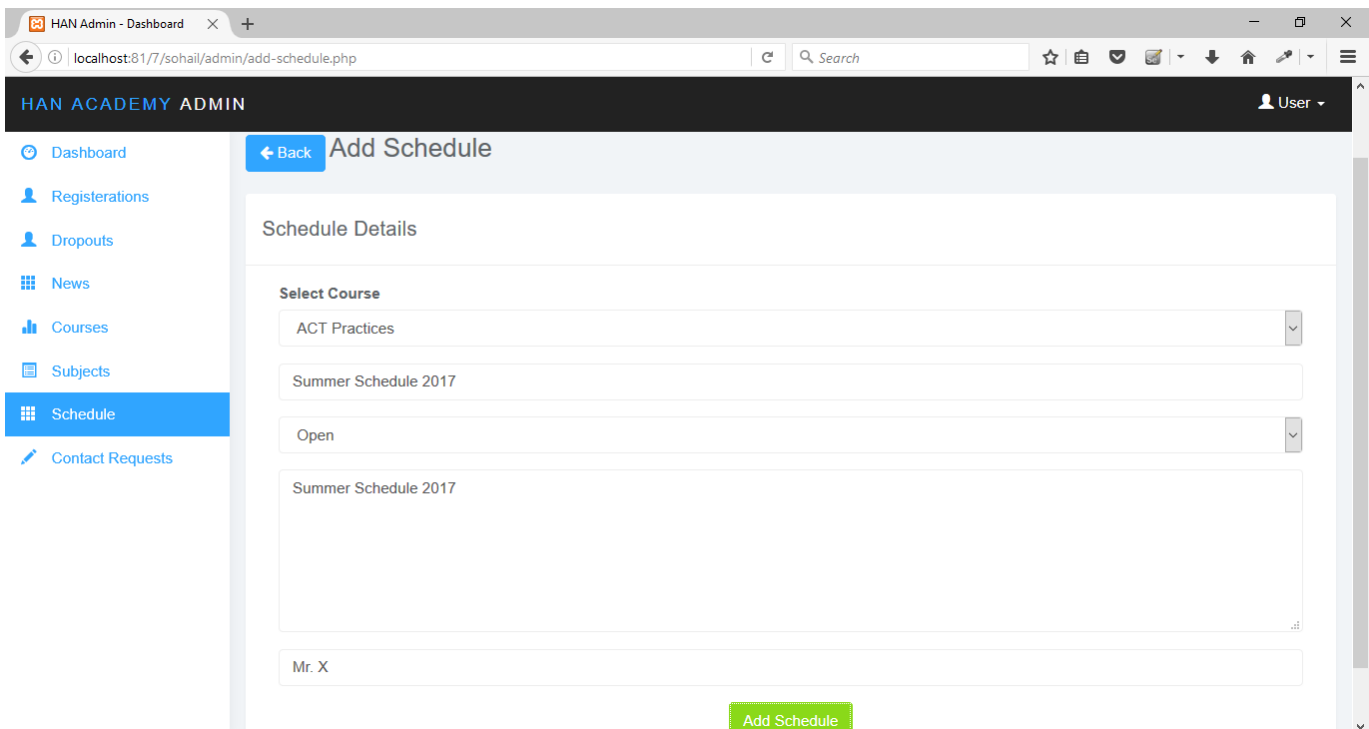 HAN Admin - Dashboard
localhost:81/7/sohail/admin/add-schedule.php
Search
HAN ACADEMY ADMIN
User
Dashboard
Registerations
Dropouts
News
Courses
Subjects
Schedule
Contact Requests
Back
Add Schedule
Schedule Details
Select Course
ACT Practices
Summer Schedule 2017
Open
Summer Schedule 2017
Mr. X
Add Schedule